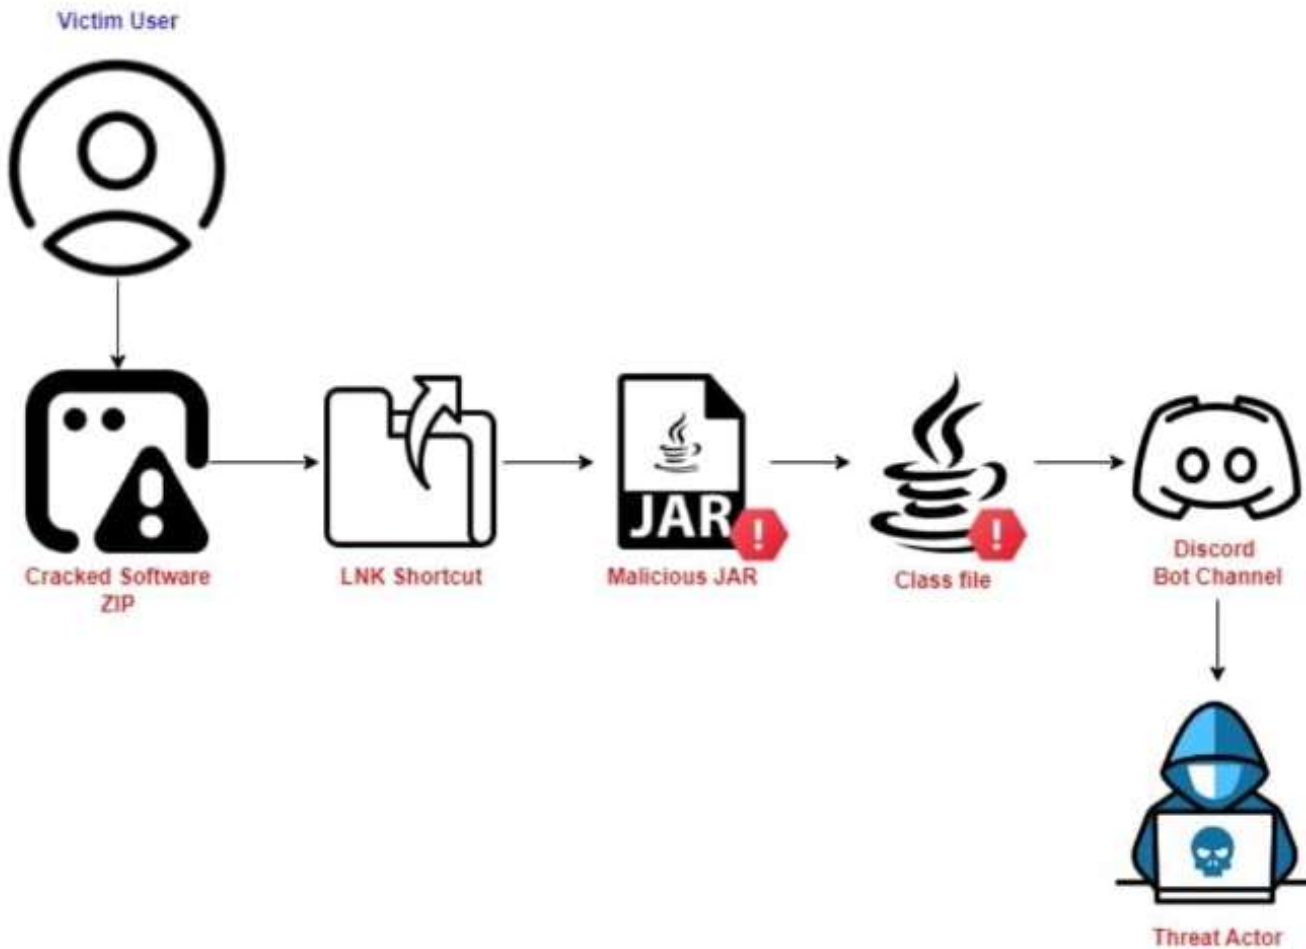 Victim User
Cracked Software
ZIP
LNK Shortcut
JAR
Malicious JAR
Class file
Discord
Bot Channel
Threat Actor